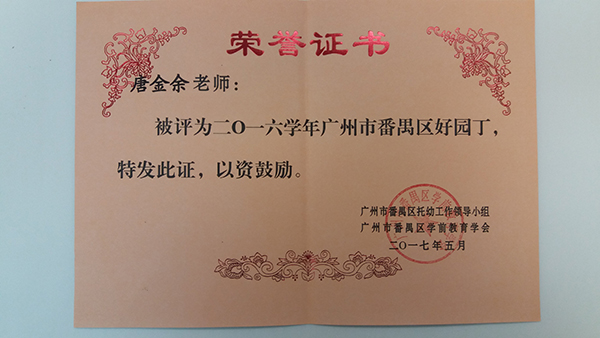 荣誉证书
唐金余老师：
被评为二〇一六学年广州市番禺区好园丁，
特发此证，以资鼓励。
广州市番禺区托幼工作领导小组
广州市番禺区学前教育学会
二〇一七年五月